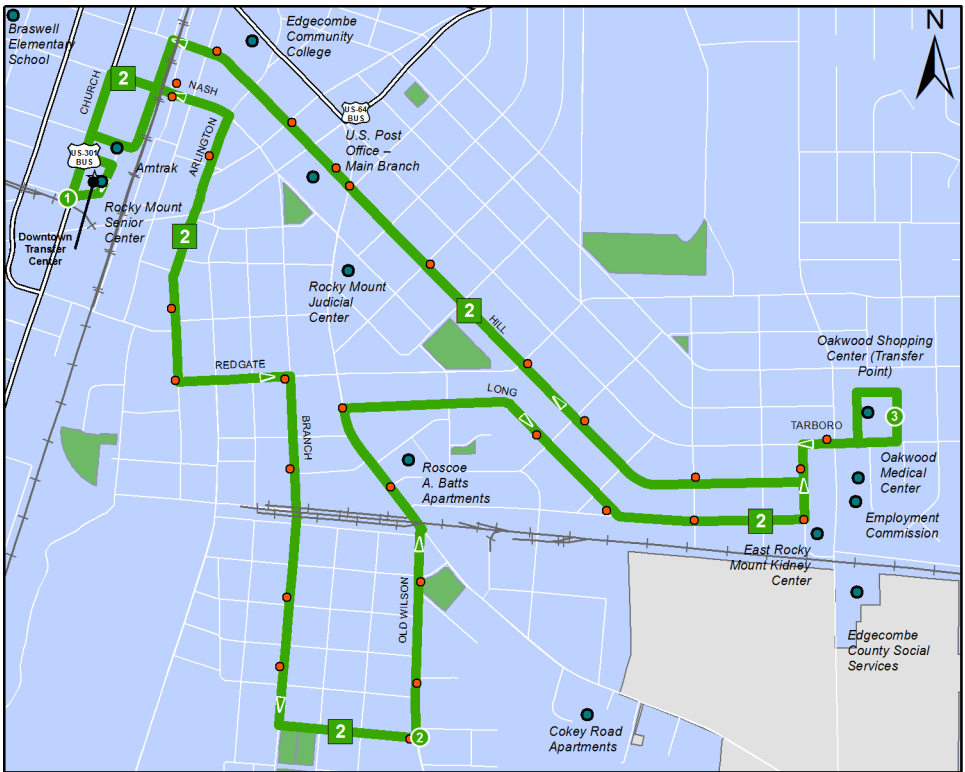 Braswell
Elementary
School
Edgecombe
Community
College
N
2
CHURCH
NASH
US-64
BUS
U.S. Post
Office –
Main Branch
ARLINGTON
US-301
BUS
Amtrak
1
Rocky Mount
Senior
Center
Downtown
Transfer
Center
2
Rocky Mount
Judicial
Center
2
HILL
Oakwood Shopping
Center (Transfer
Point)
REDGATE
LONG
3
TARBORO
BRANCH
Roscoe
A. Batts
Apartments
Oakwood
Medical
Center
Employment
Commission
2
East Rocky
Mount Kidney
Center
OLD WILSON
Edgecombe
County Social
Services
2
2
Cokey Road
Apartments